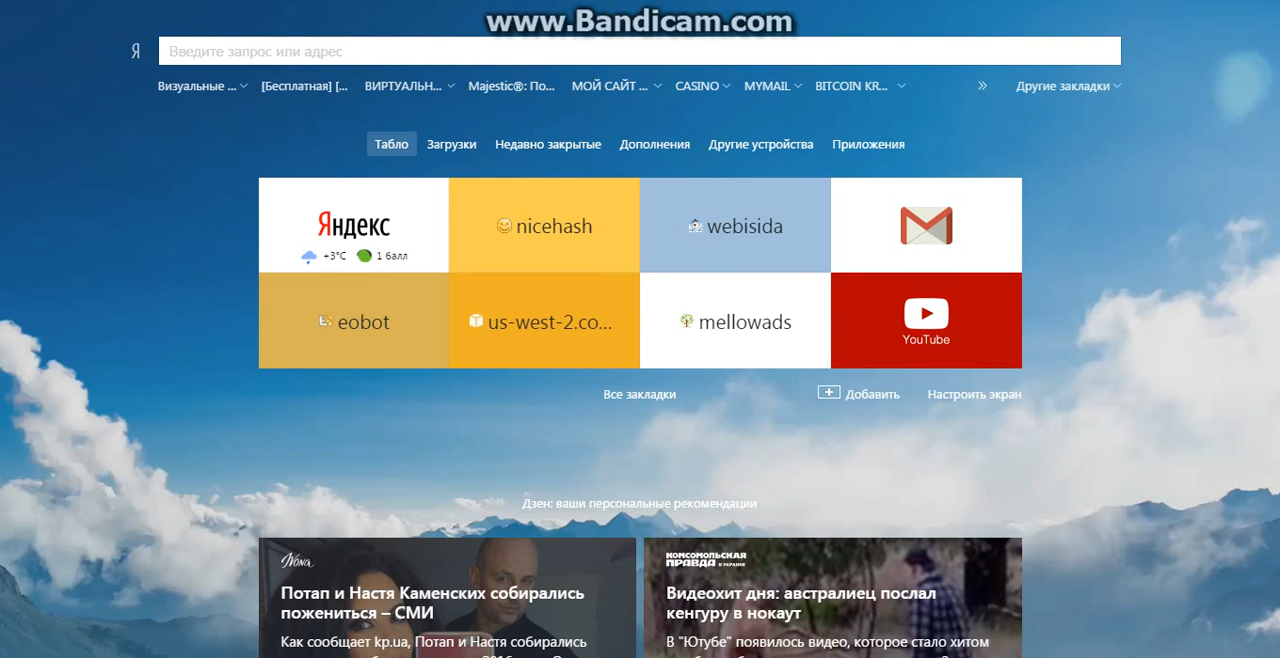 www.Bandicam.com
Я
Введите запрос или адрес
Визуальные ... [Бесплатная] [... ВИРТУАЛЬН... Majestic®: По... МОЙ САЙТ ... CASINO MYMAIL BITCOIN KR... » Другие закладки
Табло Загрузки Недавно закрытые Дополнения Другие устройства Приложения
Яндекс
+3°C 1 балл
nicehash
webisida
eobot
us-west-2.co...
mellowads
YouTube
Все закладки Добавить Настроить экран
Дзен: ваши персональные рекомендации
Nona
Потап и Настя Каменских собирались
пожениться – СМИ
Как сообщает kp.ua, Потап и Настя собирались
КОМСОМОЛЬСКАЯ
ПРАВДА В УКРАИНЕ
Видеохит дня: австралиец послал
кенгуру в нокаут
В "Ютубе" появилось видео, которое стало хитом